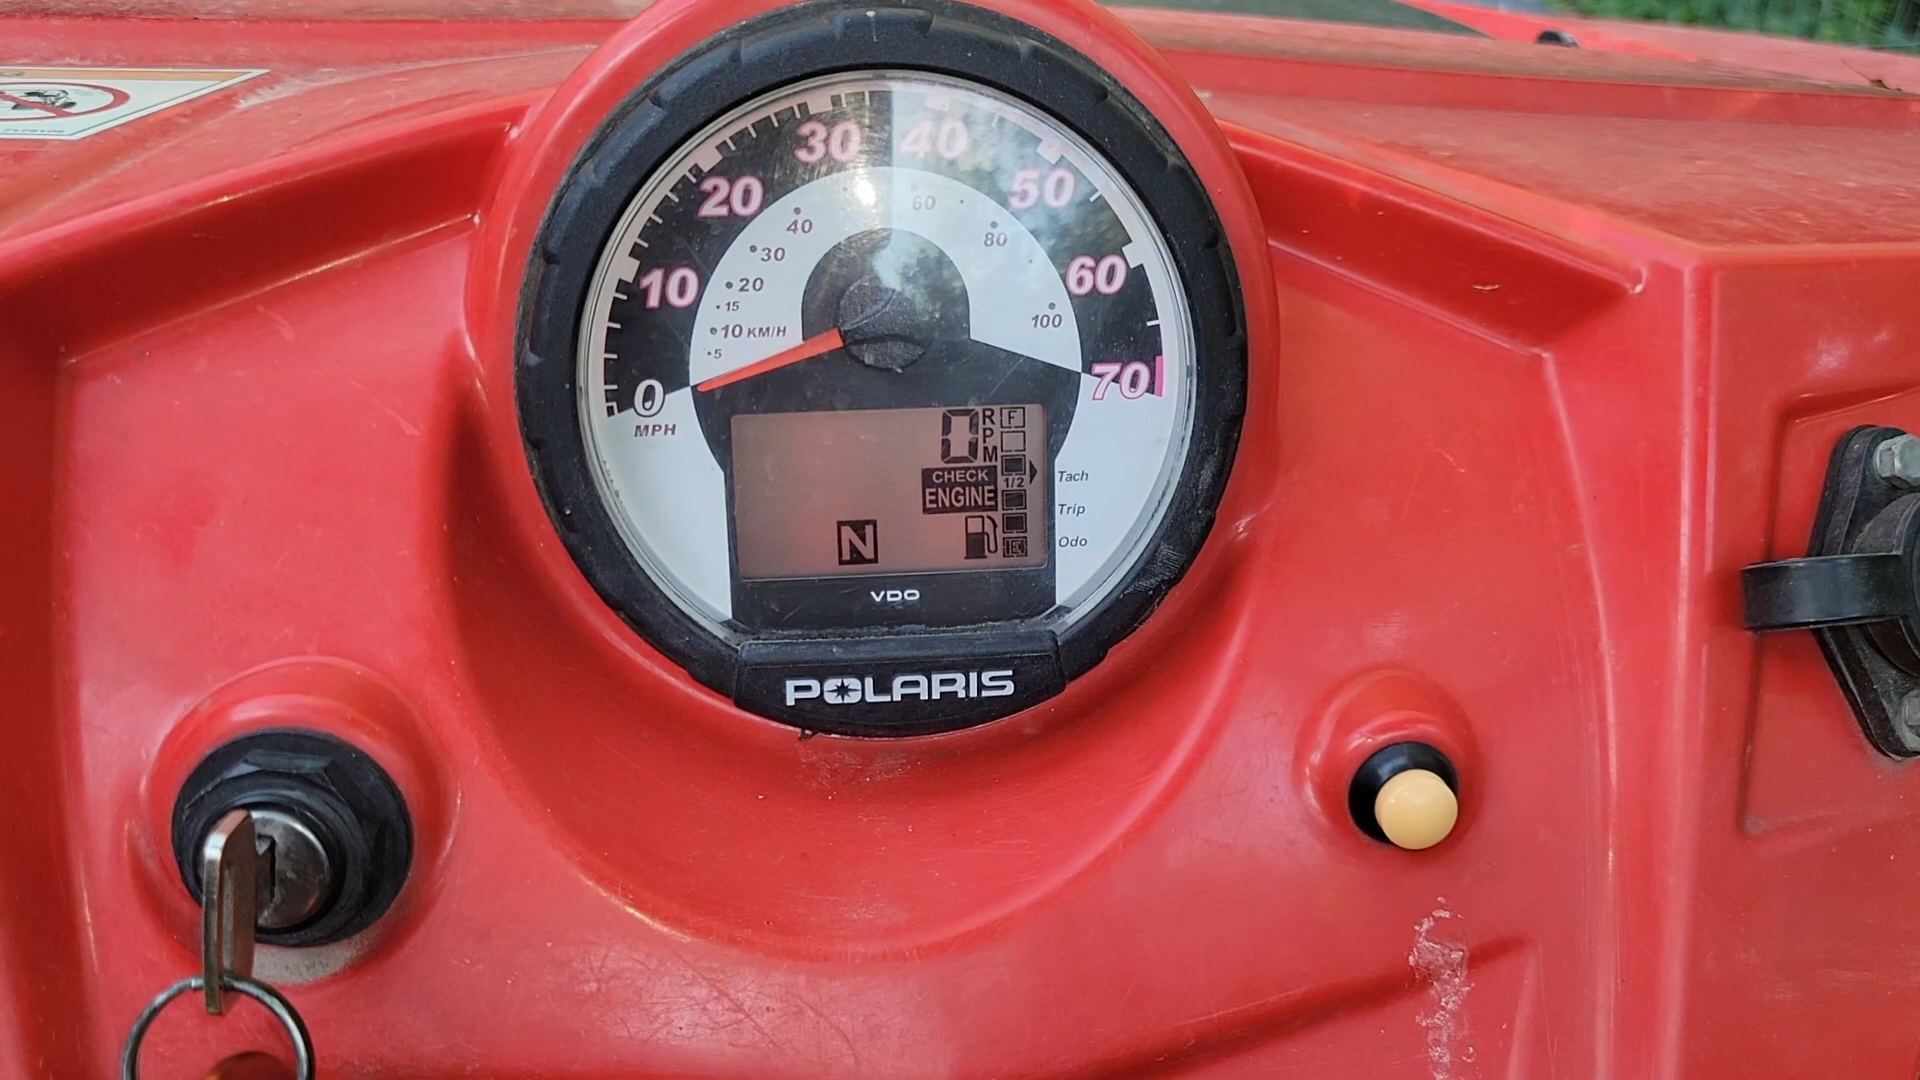 30 40
20 50
10 60
0 70
MPH
5
10 KM/H
15
20
30
40
60
80
100
0 RPM
F
CHECK
ENGINE
1/2
N
E
Tach
Trip
Odo
VDO
POLARIS